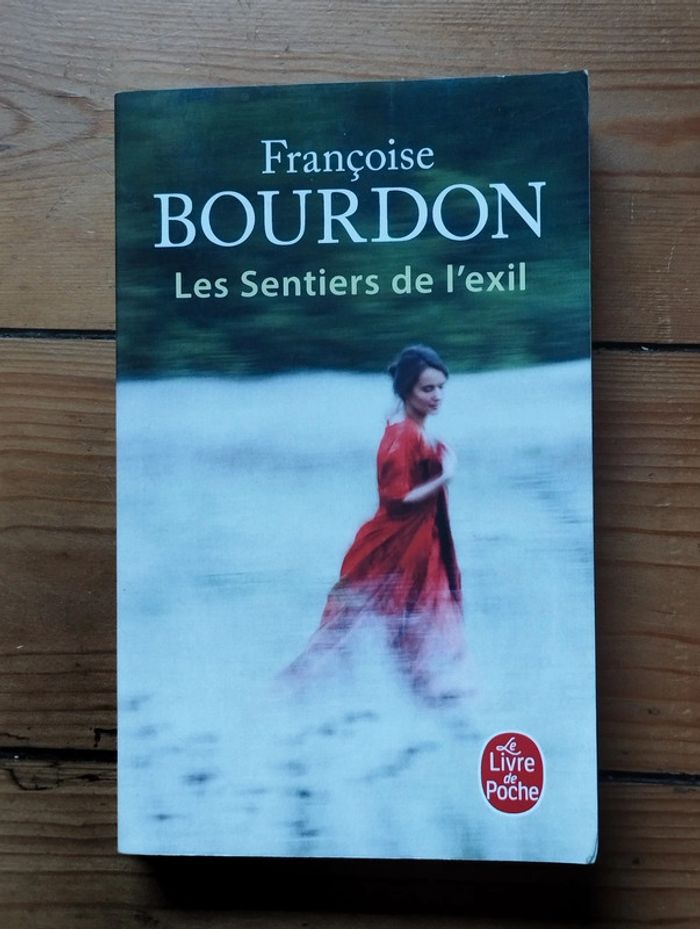 Françoise
BOURDON
Les Sentiers de l'exil
Le
Livre
de
Poche